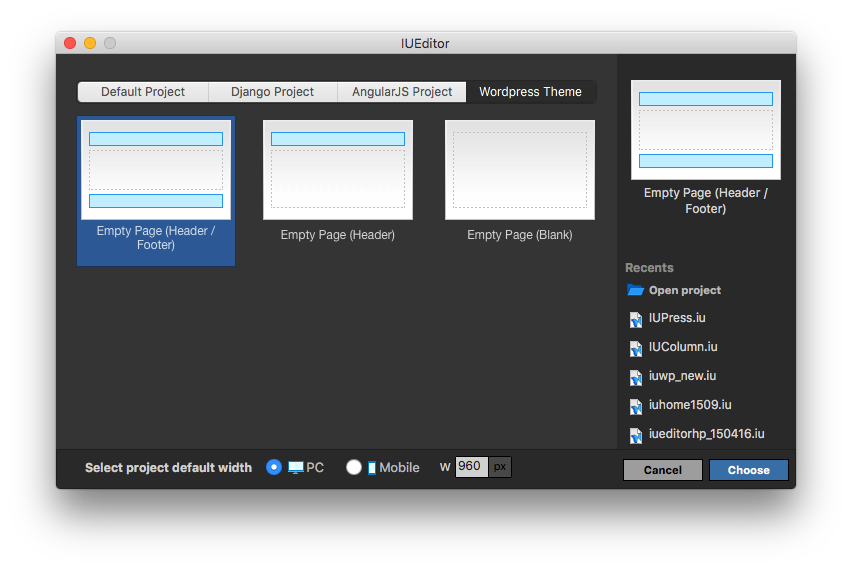 IUEditor
Default Project
Django Project
AngularJS Project
Wordpress Theme
Empty Page (Header /
Footer)
Empty Page (Header)
Empty Page (Blank)
Empty Page (Header /
Footer)
Recents
Open project
IUPress.iu
IUColumn.iu
iuwp_new.iu
iuhome1509.iu
iueditorhp_150416.iu
Select project default width
PC
Mobile
W 960 px
Cancel
Choose